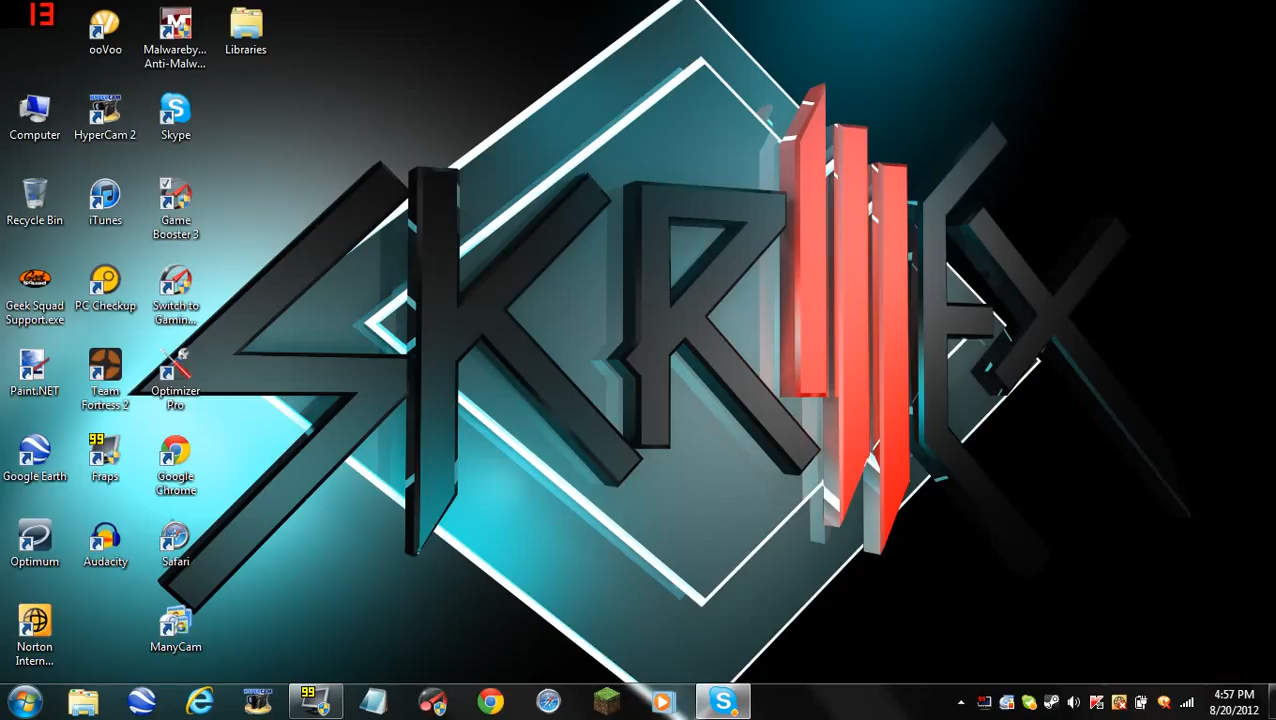 13
ooVoo
Malwareby...
Anti-Malw...
Libraries
Computer
HyperCam 2
Skype
Recycle Bin
iTunes
Game
Booster 3
Geek Squad
Support.exe
PC Checkup
Switch to
Gamin...
Paint.NET
Team
Fortress 2
Optimizer
Pro
SKRILLEX
Google Earth
99
Fraps
Google
Chrome
Optimum
Audacity
Safari
Norton
Intern...
ManyCam
99
4:57 PM
8/20/2012